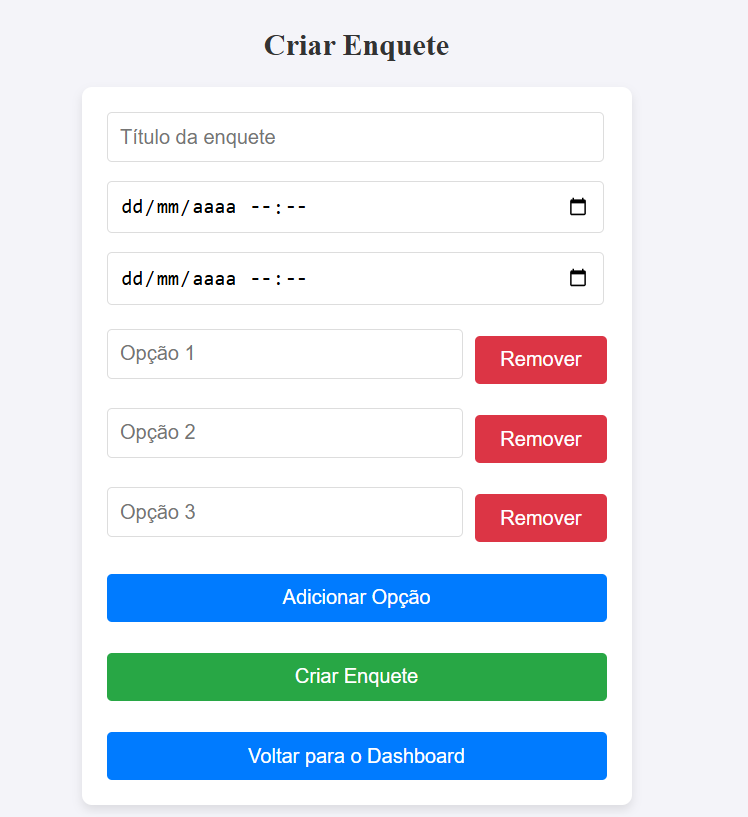 Criar Enquete
Título da enquete
dd/mm/aaaa --:--
dd/mm/aaaa --:--
Opção 1
Remover
Opção 2
Remover
Opção 3
Remover
Adicionar Opção
Criar Enquete
Voltar para o Dashboard